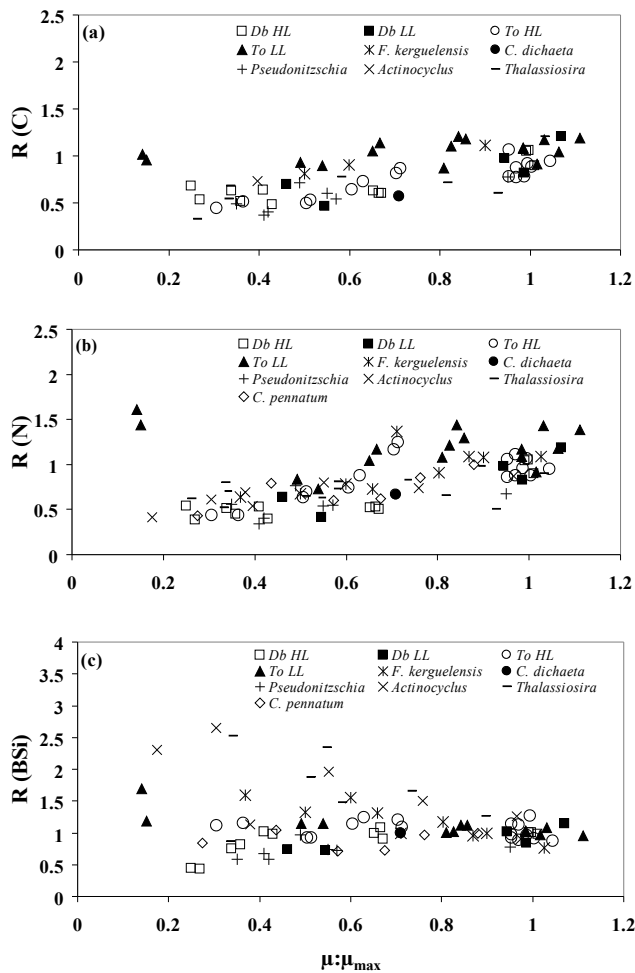 (a)
Db HL Db LL To HL
To LL F. kerguelensis C. dichaeta
Pseudonitzschia Actinocyclus Thalassiosira
R (C)
2.5
2
1.5
1
0.5
0
0 0.2 0.4 0.6 0.8 1 1.2
(b)
Db HL Db LL To HL
To LL F. kerguelensis C. dichaeta
Pseudonitzschia Actinocyclus Thalassiosira
C. pennatum
R (N)
2.5
2
1.5
1
0.5
0
0 0.2 0.4 0.6 0.8 1 1.2
(c)
Db HL Db LL To HL
To LL F. kerguelensis C. dichaeta
Pseudonitzschia Actinocyclus Thalassiosira
C. pennatum
R (BSi)
4
3.5
3
2.5
2
1.5
1
0.5
0
0 0.2 0.4 0.6 0.8 1 1.2
μ:μmax